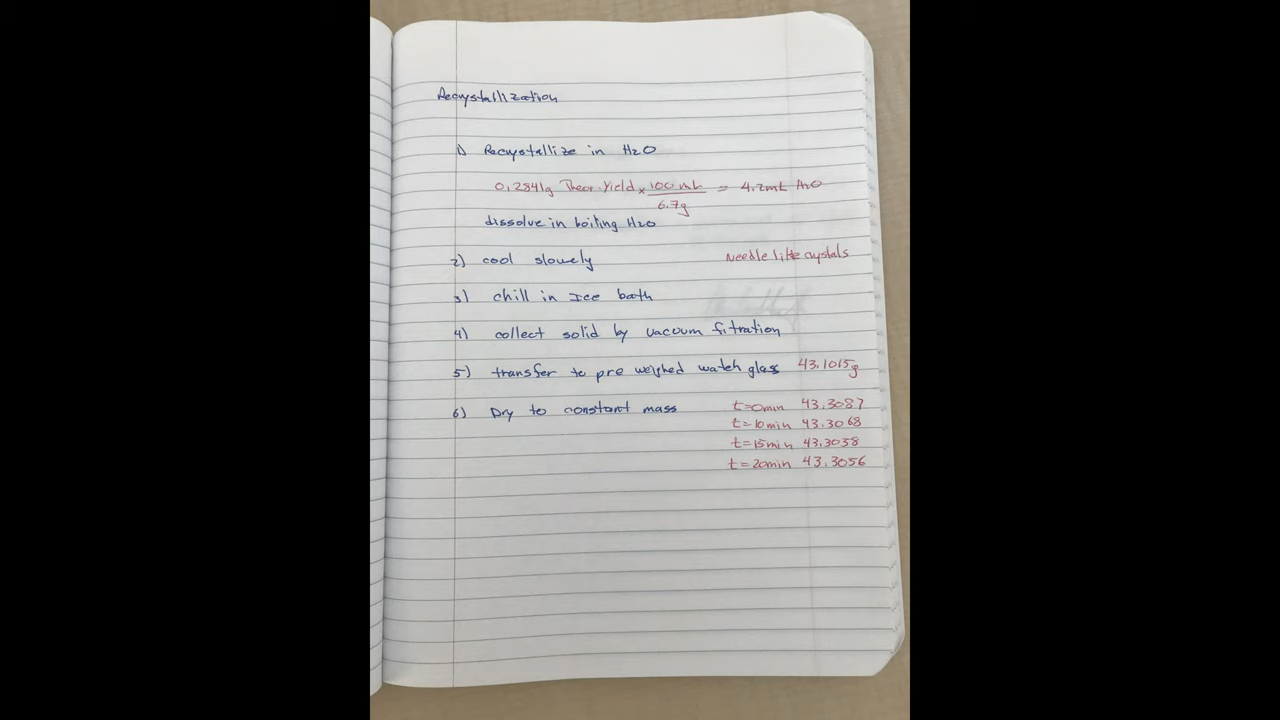 Recrystallization
1) Recrystallize in H2O
0.2841g Theor. Yield x 100 mL / 6.7g = 4.2mL H2O
dissolve in boiling H2O
2) cool slowely Needle like crystals
3) chill in Ice bath
4) collect solid by vacuum filtration
5) transfer to pre weighed watch glass 43.1015g
6) Dry to constant mass t=0min 43.3087
t=10min 43.3068
t=15min 43.3058
t=20min 43.3056